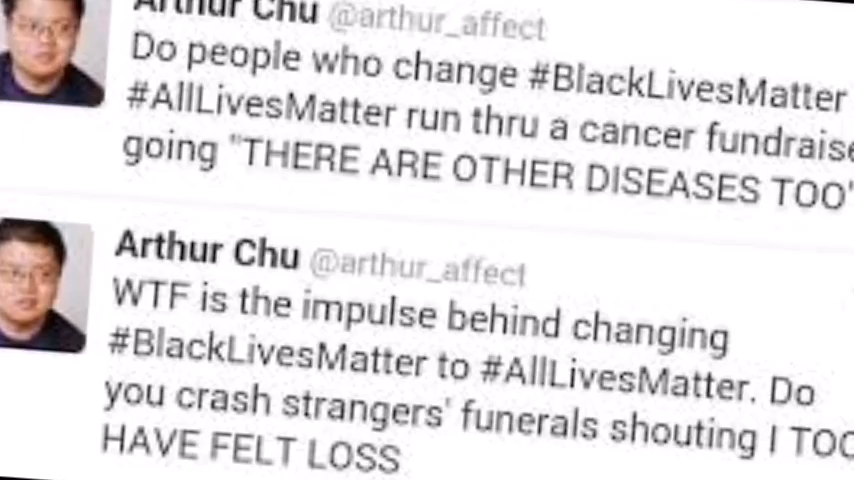 Arthur Chu @arthur_affect
Do people who change #BlackLivesMatter
#AllLivesMatter run thru a cancer fundraise
going "THERE ARE OTHER DISEASES TOO"
Arthur Chu @arthur_affect
WTF is the impulse behind changing
#BlackLivesMatter to #AllLivesMatter. Do
you crash strangers' funerals shouting I TOO
HAVE FELT LOSS